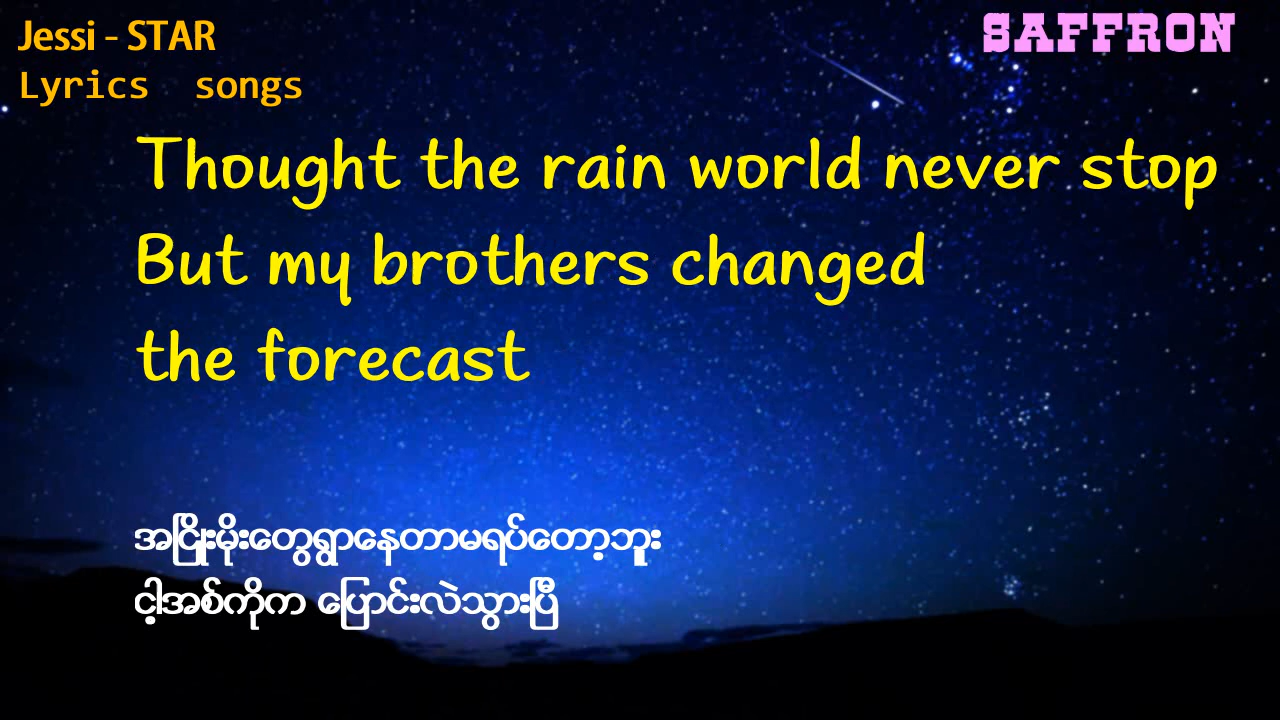 Jessi - STAR
Lyrics songs
SAFFRON
Thought the rain world never stop
But my brothers changed
the forecast
အငြိုးမိုးတွေရွာနေတာမရပ်တော့ဘူး
ငါ့အစ်ကိုက ပြောင်းလဲသွားပြီ